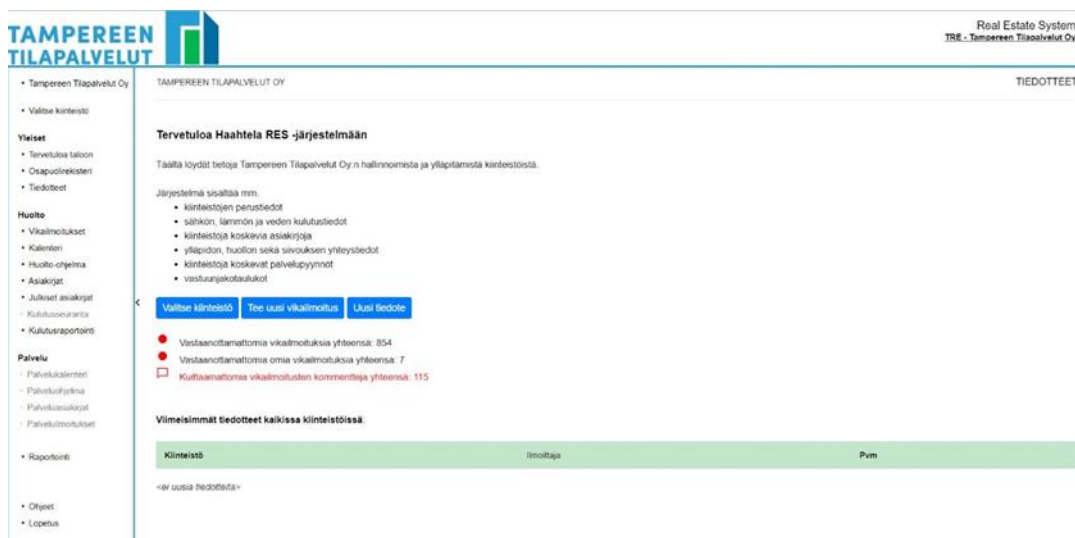 TAMPEREEN
TILAPALVELUT
Real Estate System
TRE - Tampereen Tilapalvelut Oy
• Tampereen Tilapalvelut Oy
• Valitse kiinteistö
Yleiset
• Tervetuloa taloon
• Osapuolirekisteri
• Tiedotteet
Huolto
• Vikailmoitukset
• Kalenteri
• Huolto-ohjelma
• Asiakirjat
• Julkiset asiakirjat
• Kulutusseuranta
• Kulutusraportointi
Palvelu
• Palvelukalenteri
• Palveluohjelma
• Palveluasiakirjat
• Palveluilmoitukset
• Raportointi
• Ohjeet
• Lopetus
<
TAMPEREEN TILAPALVELUT OY
TIEDOTTEET
Tervetuloa Haahtela RES -järjestelmään
Täältä löydät tietoja Tampereen Tilapalvelut Oy:n hallinnoimista ja ylläpitämistä kiinteistöistä.
Järjestelmä sisältää mm.
• kiinteistöjen perustiedot
• sähkön, lämmön ja veden kulutustiedot
• kiinteistöjä koskevia asiakirjoja
• ylläpidon, huollon sekä siivouksen yhteystiedot
• kiinteistöjä koskevat palvelupyynnöt
• vastuunjakotaulukot
Valitse kiinteistö Tee uusi vikailmoitus Uusi tiedote
Vastaanottamattomia vikailmoituksia yhteensä: 854
Vastaanottamattomia omia vikailmoituksia yhteensä: 7
Kuittaamattomia vikailmoitusten kommentteja yhteensä: 115
Viimeisimmät tiedotteet kaikissa kiinteistöissä.
Kiinteistö Ilmoittaja Pvm
<ei uusia tiedotteita>